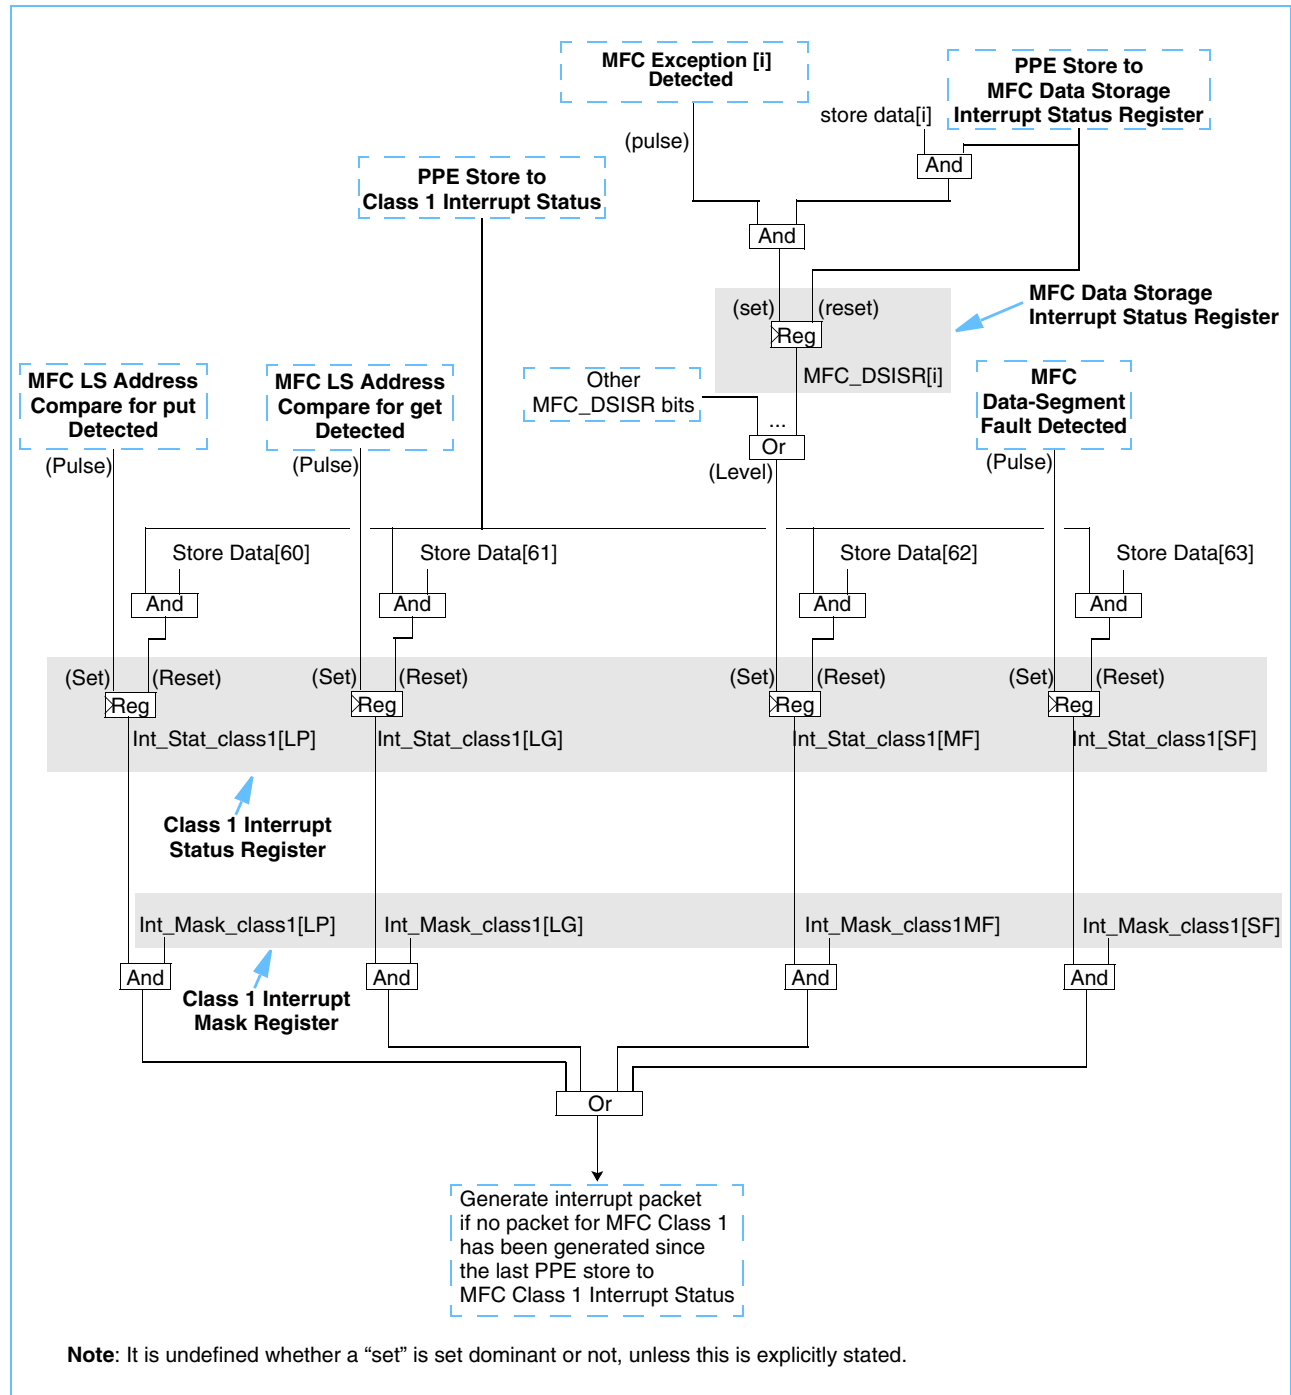 MFC Exception [i]
Detected
PPE Store to
MFC Data Storage
Interrupt Status Register
store data[i]
(pulse)
And
PPE Store to
Class 1 Interrupt Status
And
(set)
(reset)
Reg
MFC_DSISR[i]
MFC Data Storage
Interrupt Status Register
MFC LS Address
Compare for put
Detected
MFC LS Address
Compare for get
Detected
Other
MFC_DSISR bits
MFC
Data-Segment
Fault Detected
...
Or
(Level)
(Pulse)
(Pulse)
(Pulse)
Store Data[60]
Store Data[61]
Store Data[62]
Store Data[63]
And
And
And
And
(Set)
(Reset)
(Set)
(Reset)
(Set)
(Reset)
(Set)
(Reset)
Reg
Reg
Reg
Reg
Int_Stat_class1[LP]
Int_Stat_class1[LG]
Int_Stat_class1[MF]
Int_Stat_class1[SF]
Class 1 Interrupt
Status Register
Int_Mask_class1[LP]
Int_Mask_class1[LG]
Int_Mask_class1MF]
Int_Mask_class1[SF]
And
And
And
And
Class 1 Interrupt
Mask Register
Or
Generate interrupt packet
if no packet for MFC Class 1
has been generated since
the last PPE store to
MFC Class 1 Interrupt Status
Note: It is undefined whether a “set” is set dominant or not, unless this is explicitly stated.